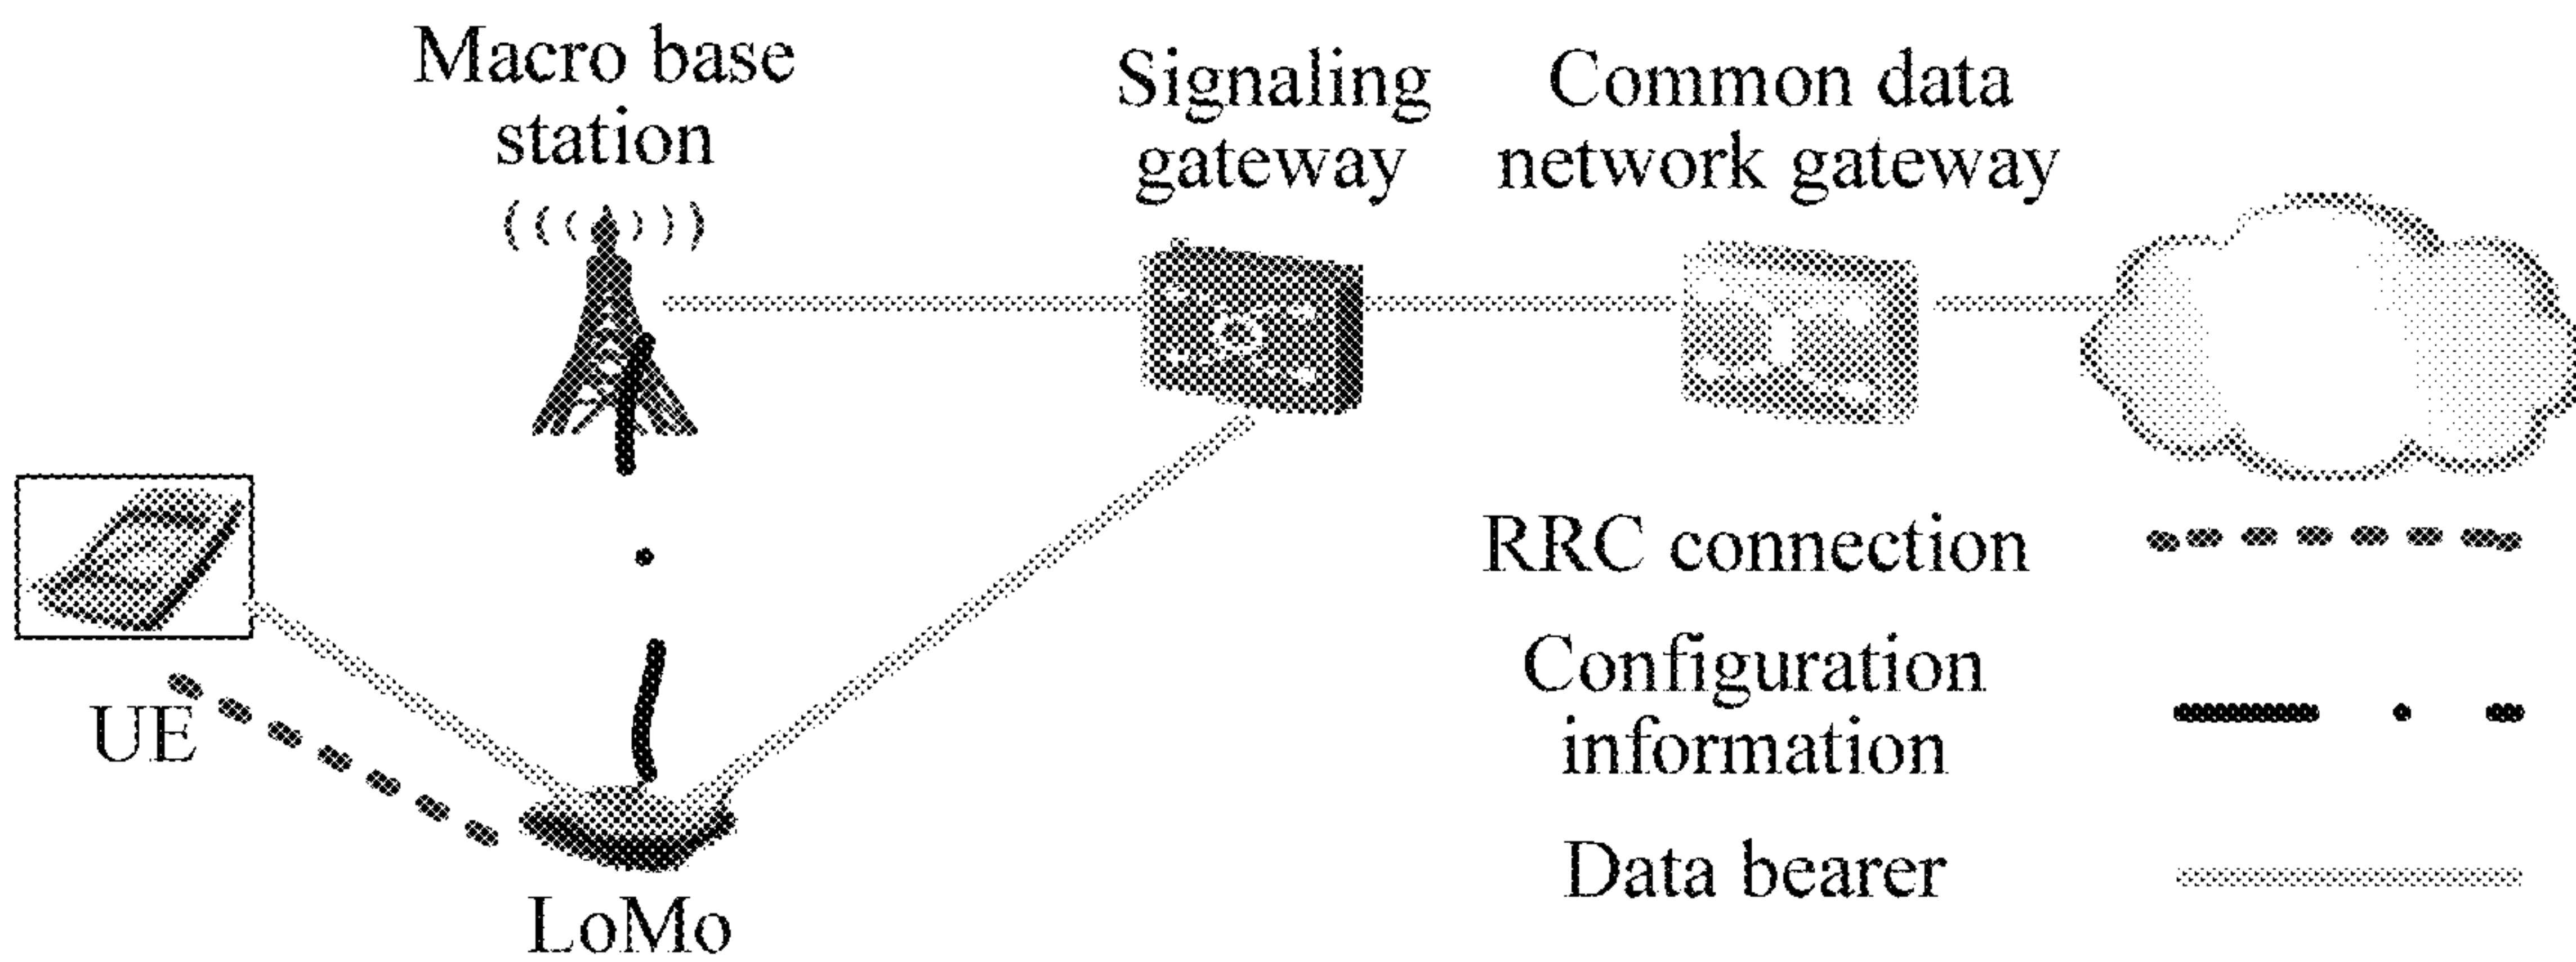 Macro base
station
Signaling
gateway
Common data
network gateway
UE
LoMo
RRC connection
Configuration
information
Data bearer